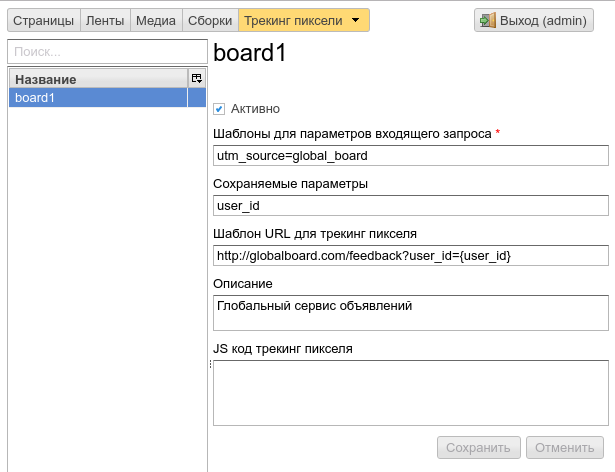 Страницы Ленты Медиа Сборки Трекинг пиксели Выход (admin)
Поиск...
Название
board1
board1
Активно
Шаблоны для параметров входящего запроса *
utm_source=global_board
Сохраняемые параметры
user_id
Шаблон URL для трекинг пикселя
http://globalboard.com/feedback?user_id={user_id}
Описание
Глобальный сервис объявлений
JS код трекинг пикселя
Сохранить Отменить